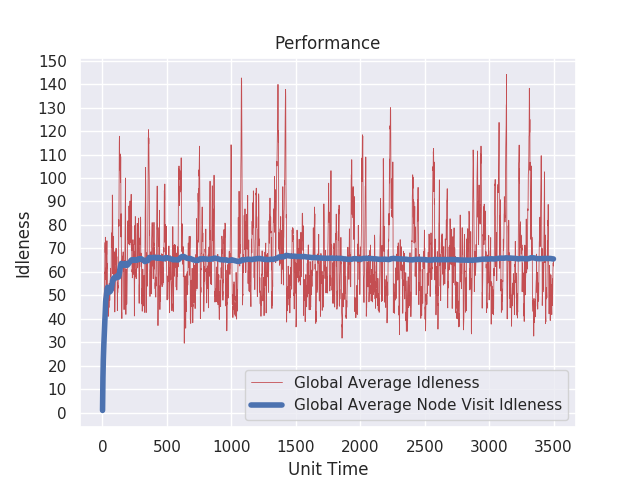 Performance
150
140
130
120
110
100
90
80
70
60
50
40
30
20
10
0
Idleness
Global Average Idleness
Global Average Node Visit Idleness
0 500 1000 1500 2000 2500 3000 3500
Unit Time